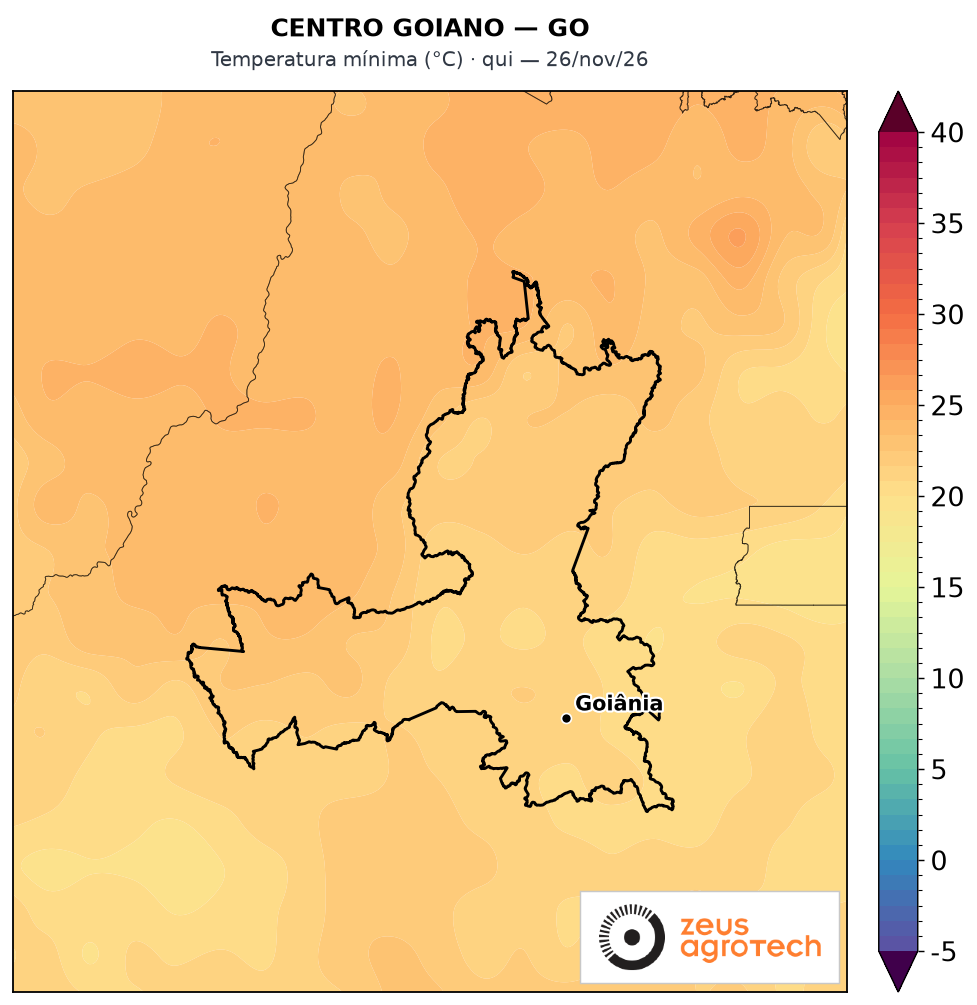 CENTRO GOIANO — GO
Temperatura mínima (°C) · qui — 26/nov/26
40
35
30
25
20
15
10
5
0
-5
Goiânia
zeus
agrotech